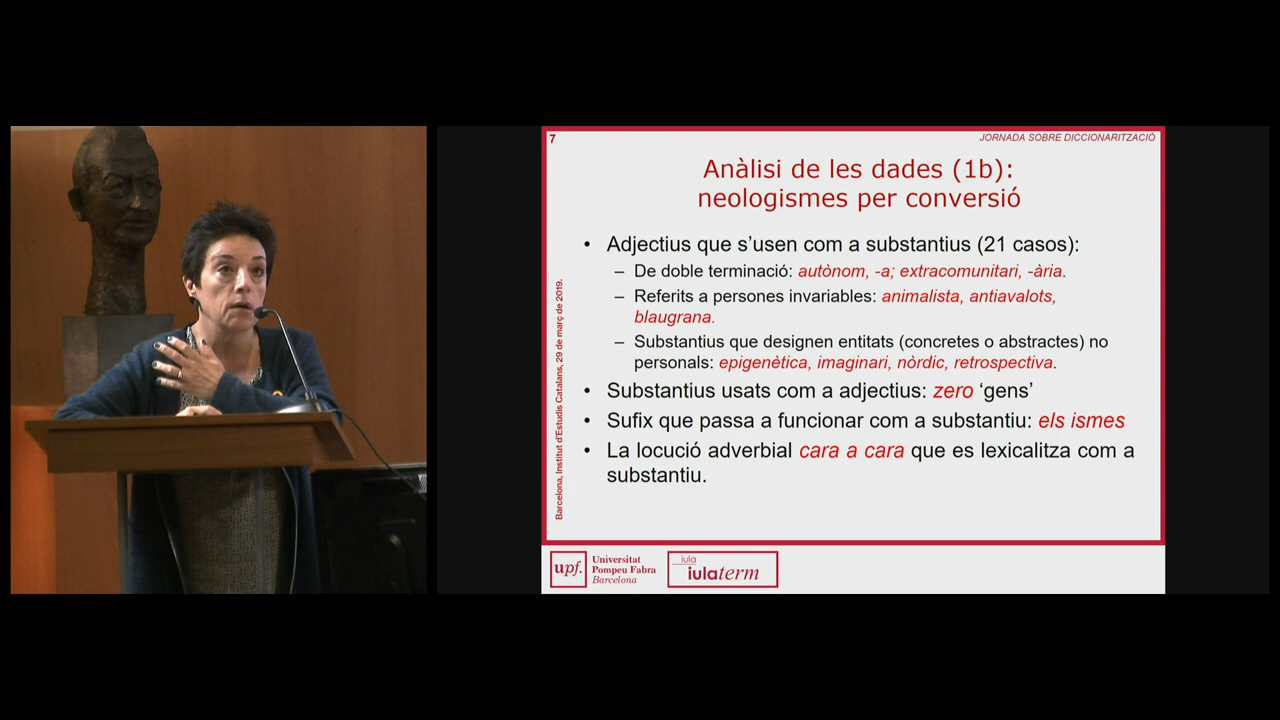 7
JORNADA SOBRE DICCIONARITZACIÓ
Anàlisi de les dades (1b):
neologismes per conversió
• Adjectius que s’usen com a substantius (21 casos):
– De doble terminació: autònom, -a; extracomunitari, -ària.
– Referits a persones invariables: animalista, antiavalots,
blaugrana.
– Substantius que designen entitats (concretes o abstractes) no
personals: epigenètica, imaginari, nòrdic, retrospectiva.
• Substantius usats com a adjectius: zero ‘gens’
• Sufix que passa a funcionar com a substantiu: els ismes
• La locució adverbial cara a cara que es lexicalitza com a
substantiu.
Barcelona, Institut d'Estudis Catalans, 29 de març de 2019.
upf.
Universitat
Pompeu Fabra
Barcelona
iula
iulaterm